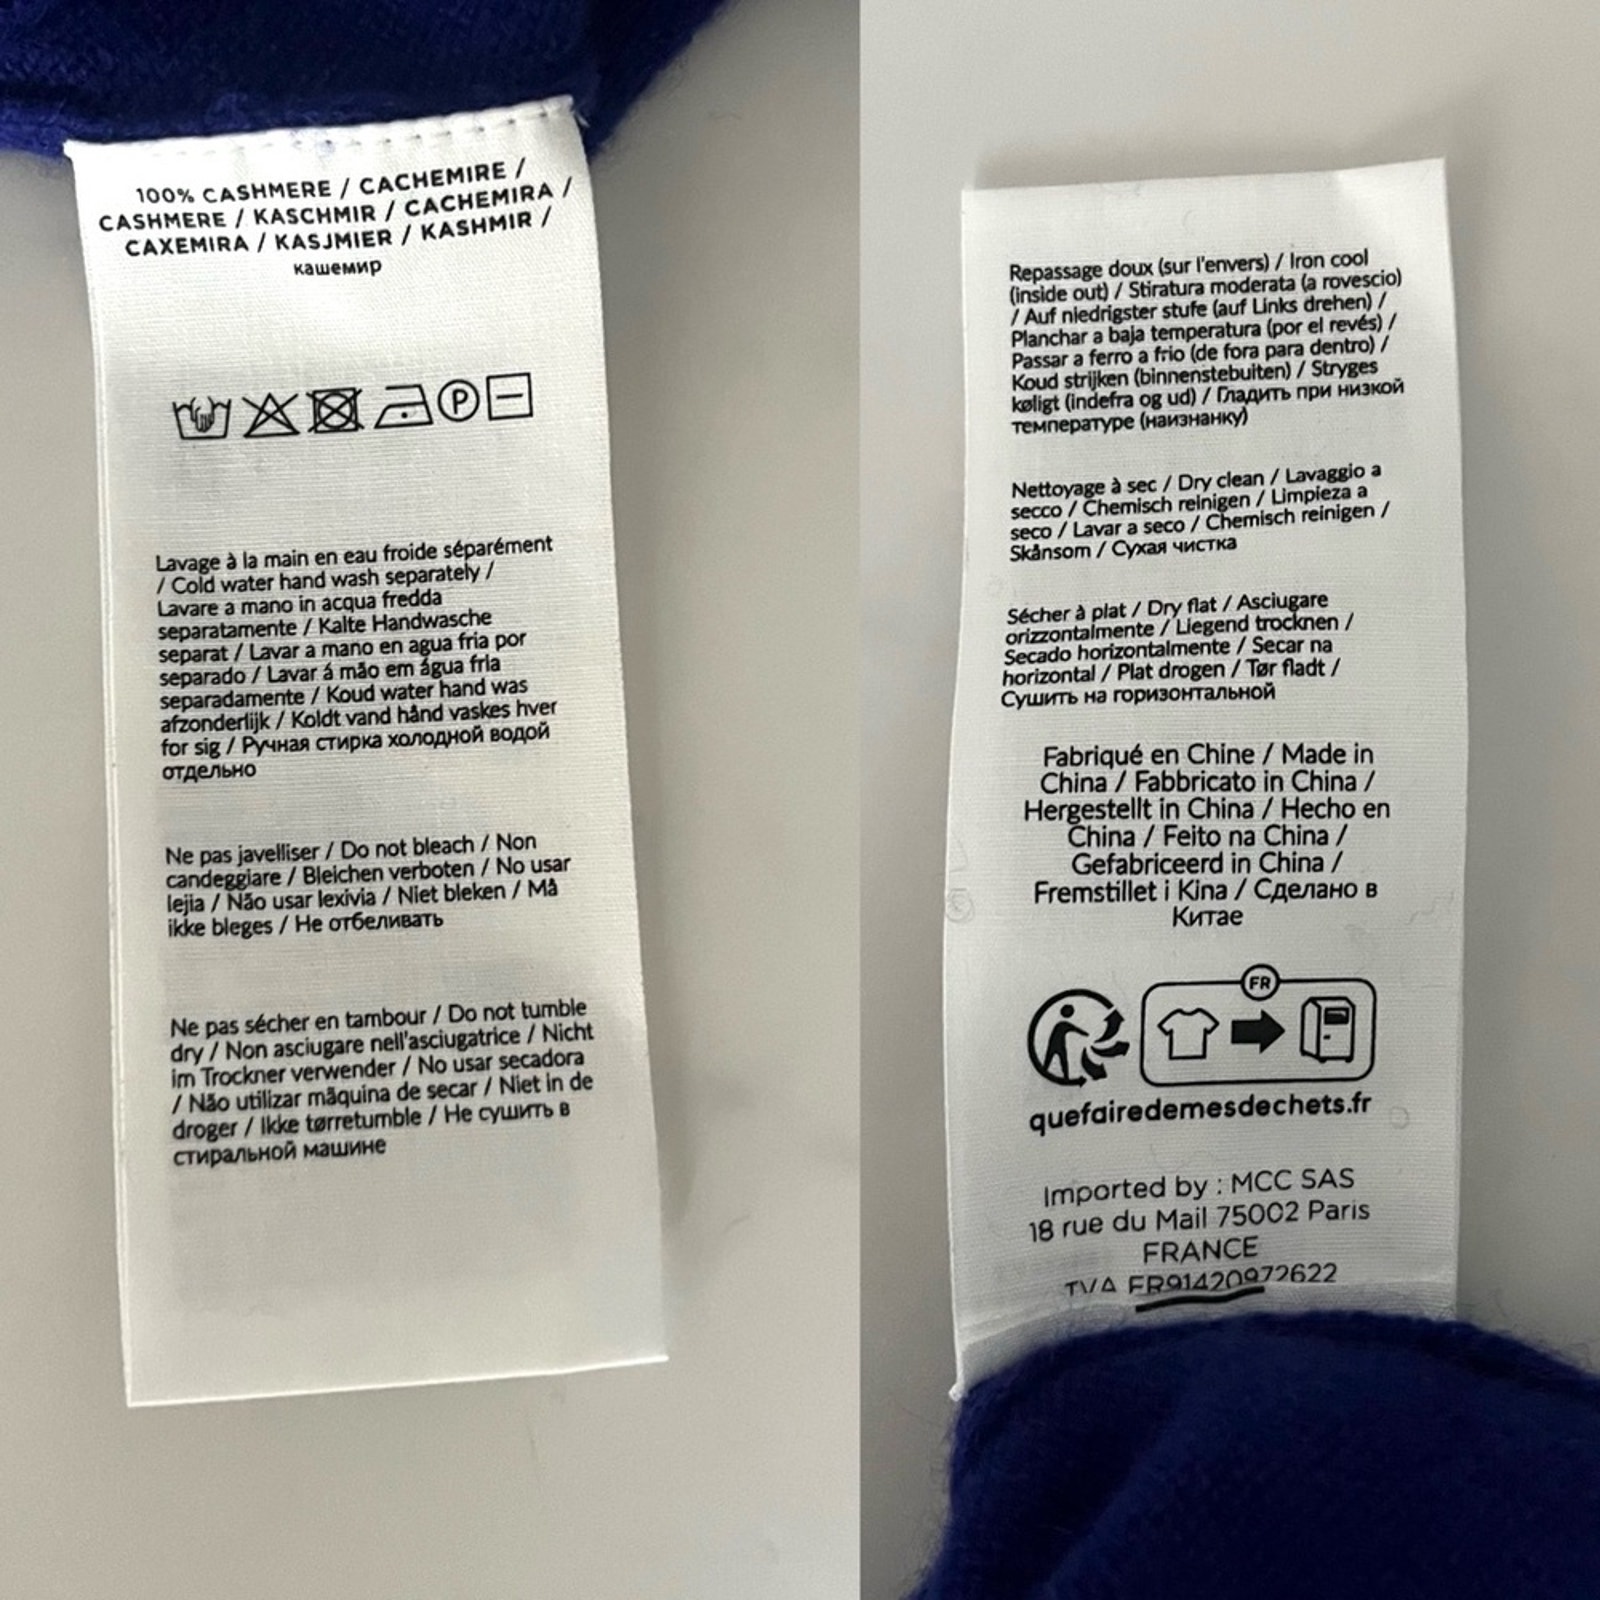 100% CASHMERE / CACHEMIRE /
CASHMERE / KASCHMIR / CACHEMIRA /
CAXEMIRA / KASJMIER / KASHMIR /
кашемир
P
Lavage à la main en eau froide séparément
/ Cold water hand wash separately /
Lavare a mano in acqua fredda
separatamente / Kalte Handwasche
separat / Lavar a mano en agua fria por
separado / Lavar á mão em água fria
separadamente / Koud water hand was
afzonderlijk / Koldt vand hånd vaskes hver
for sig / Ручная стирка холодной водой
отдельно
Ne pas javelliser / Do not bleach / Non
candeggiare / Bleichen verboten / No usar
lejia / Não usar lexivia / Niet bleken / Må
ikke bleges / Не отбеливать
Ne pas sécher en tambour / Do not tumble
dry / Non asciugare nell'asciugatrice / Nicht
im Trockner verwender / No usar secadora
/ Não utilizar mãquina de secar / Niet in de
droger / Ikke tørretumble / Не сушить в
стиральной машине
Repassage doux (sur l'envers) / Iron cool
(inside out) / Stiratura moderata (a rovescio)
/ Auf niedrigster stufe (auf Links drehen) /
Planchar a baja temperatura (por el revés) /
Passar a ferro a frio (de fora para dentro) /
Koud strijken (binnenstebuiten) / Stryges
køligt (indefra og ud) / Гладить при низкой
температуре (наизнанку)
Nettoyage à sec / Dry clean / Lavaggio a
secco / Chemisch reinigen / Limpieza a
seco / Lavar a seco / Chemisch reinigen /
Skånsom / Сухая чистка
Sécher à plat / Dry flat / Asciugare
orizzontalmente / Liegend trocknen /
Secado horizontalmente / Secar na
horizontal / Plat drogen / Tør fladt /
Сушить на горизонтальной
Fabriqué en Chine / Made in
China / Fabbricato in China /
Hergestellt in China / Hecho en
China / Feito na China /
Gefabriceerd in China /
Fremstillet i Kina / Сделано в
Китае
FR
quefairedemesdechets.fr
Imported by : MCC SAS
18 rue du Mail 75002 Paris
FRANCE
TVA FR91420972622